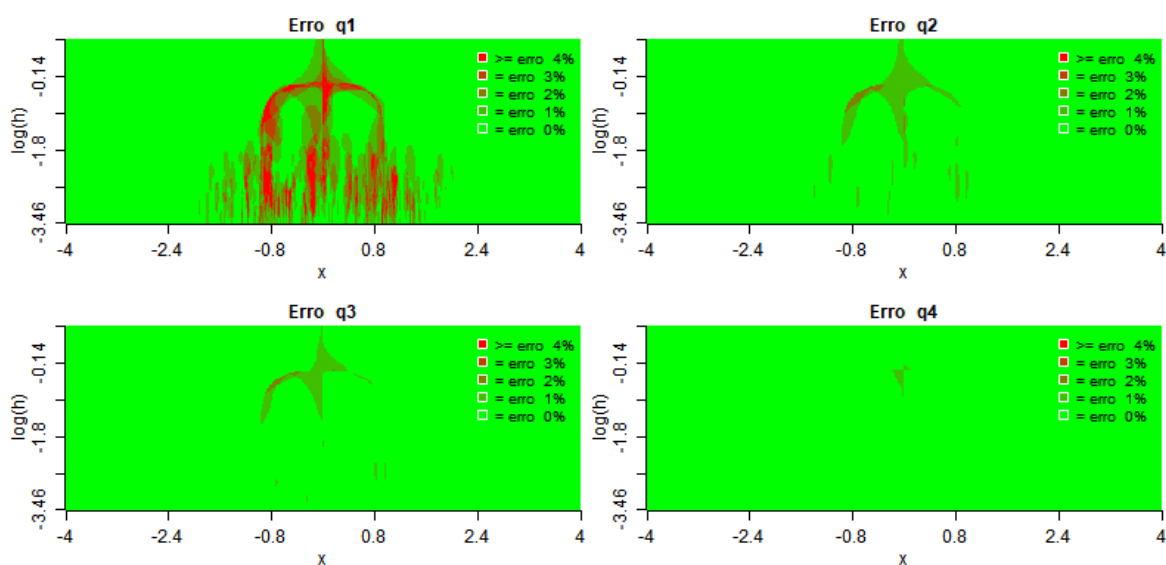 Erro q1
log(h)
-0.14
-1.8
-3.46
>= erro 4%
= erro 3%
= erro 2%
= erro 1%
= erro 0%
-4
-2.4
-0.8
0.8
2.4
4
x
Erro q2
log(h)
-0.14
-1.8
-3.46
>= erro 4%
= erro 3%
= erro 2%
= erro 1%
= erro 0%
-4
-2.4
-0.8
0.8
2.4
4
x
Erro q3
log(h)
-0.14
-1.8
-3.46
>= erro 4%
= erro 3%
= erro 2%
= erro 1%
= erro 0%
-4
-2.4
-0.8
0.8
2.4
4
x
Erro q4
log(h)
-0.14
-1.8
-3.46
>= erro 4%
= erro 3%
= erro 2%
= erro 1%
= erro 0%
-4
-2.4
-0.8
0.8
2.4
4
x